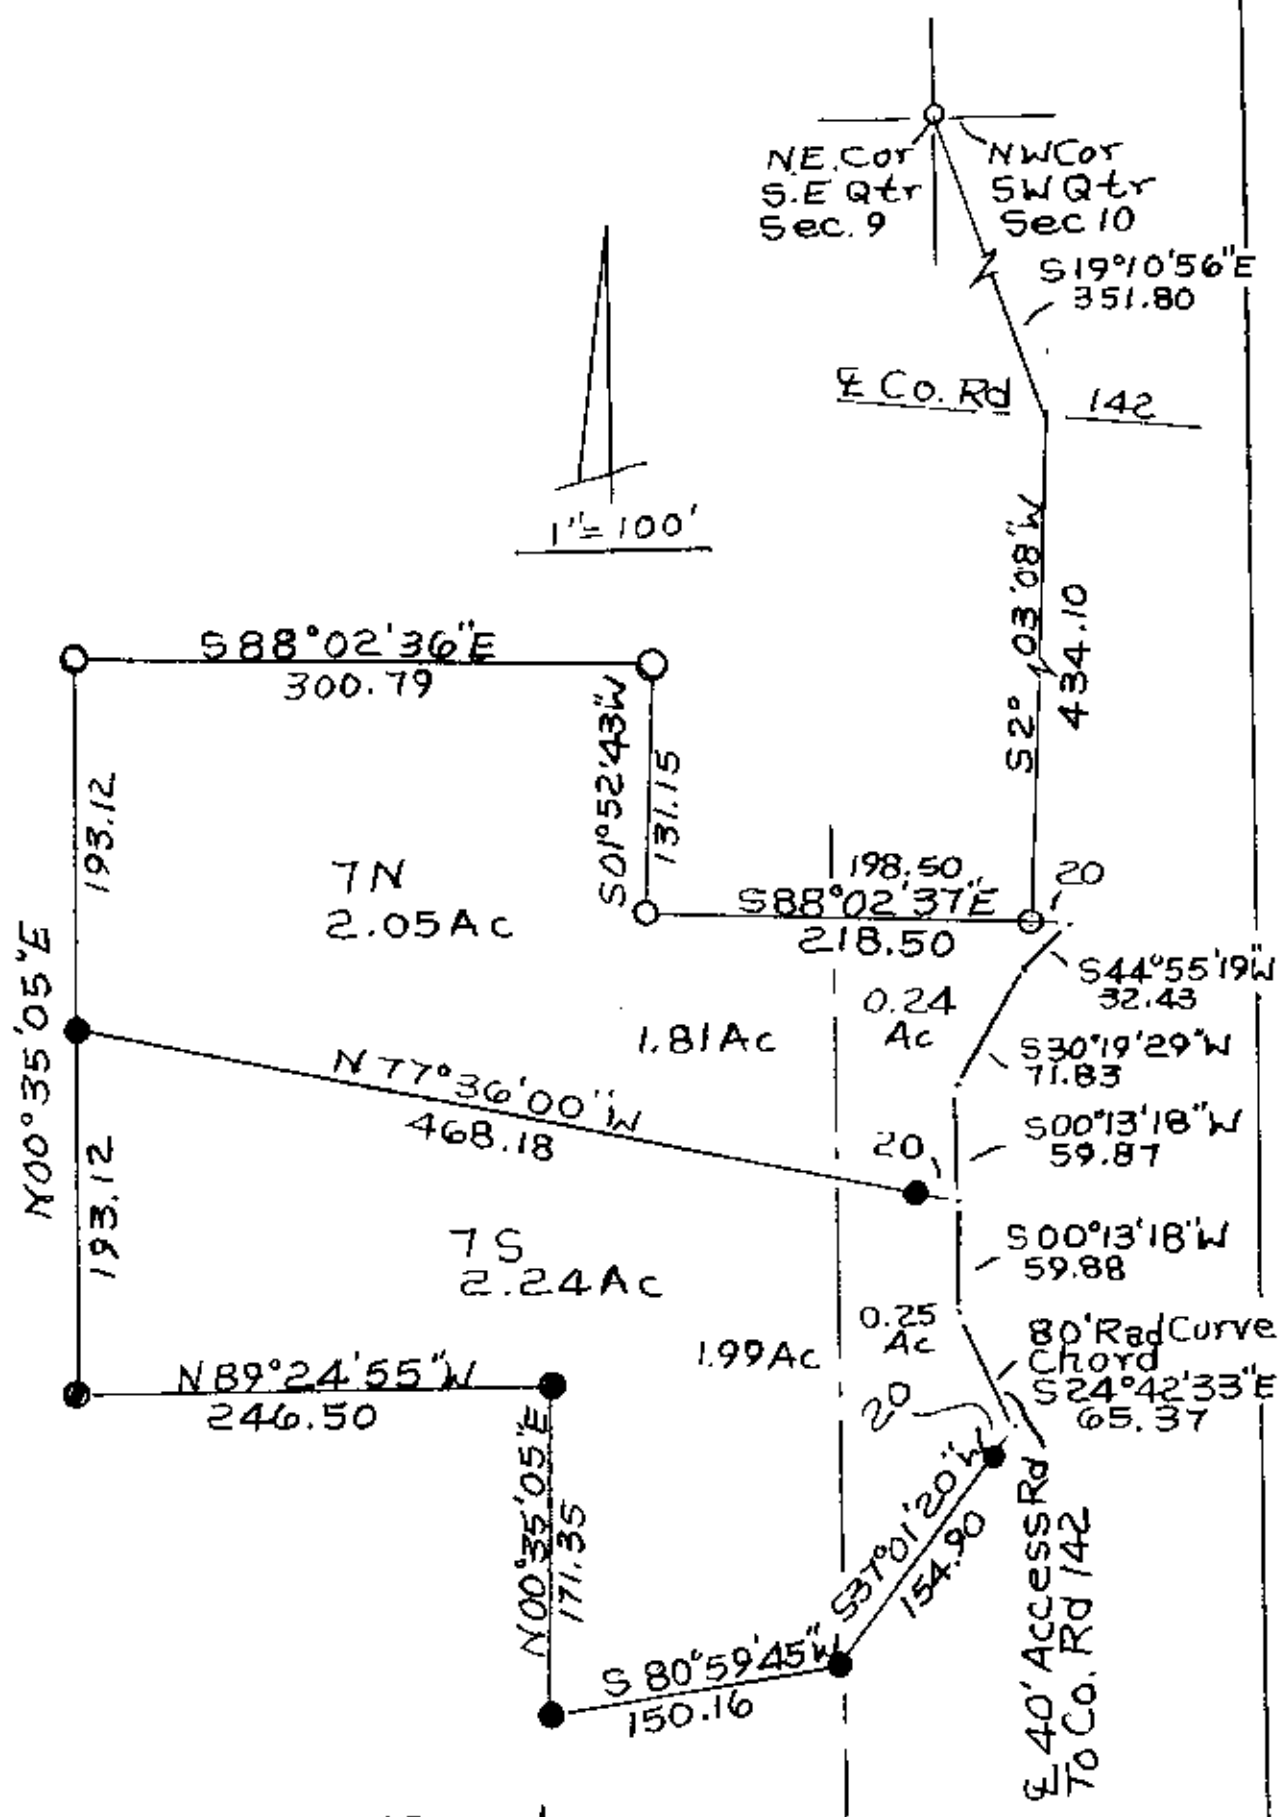 N.E. Cor
S.E Qtr
Sec. 9
NW Cor
SW Qtr
Sec 10
S19°10'56"E
351.80
℄ Co. Rd
142
1"=100'
S2°03'08"W
434.10
S88°02'36"E
300.79
S01°52'43"W
131.15
193.12
7N
2.05Ac
198.50
S88°02'37"E
218.50
20
S44°55'19"W
32.43
0.24
Ac
1.81Ac
S30°19'29"W
71.83
N00°35'05"E
N77°36'00"W
468.18
20
S00°13'18"W
59.87
193.12
7S
2.24Ac
S00°13'18"W
59.88
0.25
Ac
1.99Ac
80'Rad Curve
Chord
S24°42'33"E
65.37
N89°24'55"W
246.50
20
N00°35'05"E
171.35
S37°01'20"W
154.90
S80°59'45"W
150.16
℄ 40' Access Rd
To Co. Rd 142